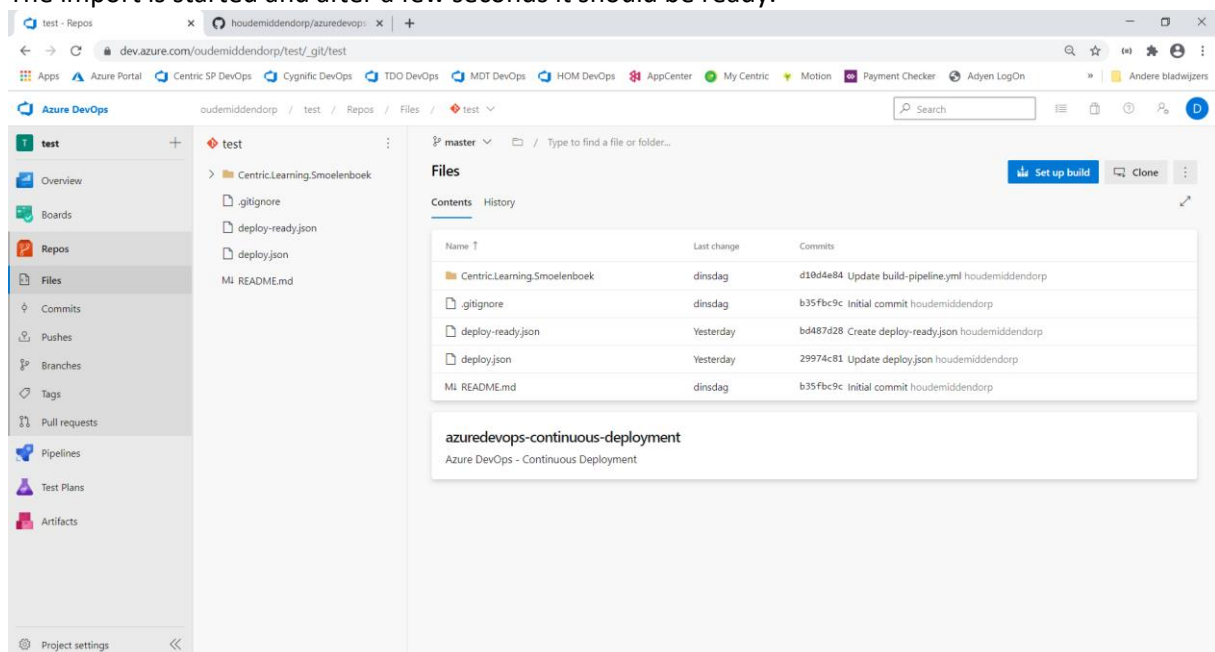 The import is started and after a few seconds it should be ready.
test - Repos
houdemiddendorp/azuredevops
dev.azure.com/oudemiddendorp/test/_git/test
Apps Azure Portal Centric SP DevOps Cygnific DevOps TDO DevOps MDT DevOps HOM DevOps AppCenter My Centric Motion Payment Checker Adyen LogOn » Andere bladwijzers
Azure DevOps oudemiddendorp / test / Repos / Files / test Search D
T test
Overview
Boards
Repos
Files
Commits
Pushes
Branches
Tags
Pull requests
Pipelines
Test Plans
Artifacts
Project settings
test
Centric.Learning.Smoelenboek
.gitignore
deploy-ready.json
deploy.json
M↓ README.md
master / Type to find a file or folder...
Files Set up build Clone
Contents History
Name ↑ Last change Commits
Centric.Learning.Smoelenboek dinsdag d10d4e84 Update build-pipeline.yml houdemiddendorp
.gitignore dinsdag b35fbc9c Initial commit houdemiddendorp
deploy-ready.json Yesterday bd487d28 Create deploy-ready.json houdemiddendorp
deploy.json Yesterday 29974c81 Update deploy.json houdemiddendorp
M↓ README.md dinsdag b35fbc9c Initial commit houdemiddendorp
azuredevops-continuous-deployment
Azure DevOps - Continuous Deployment